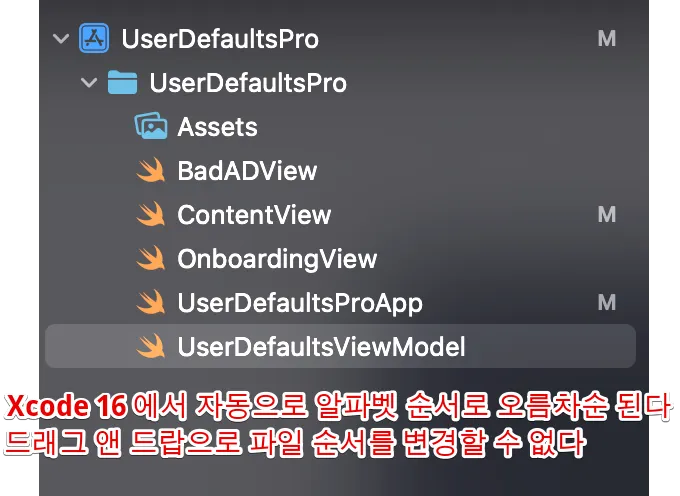 UserDefaultsPro M
UserDefaultsPro
Assets
BadADView
ContentView M
OnboardingView
UserDefaultsProApp M
UserDefaultsViewModel
Xcode 16 에서 자동으로 알파벳 순서로 오름차순 된다
드래그 앤 드랍으로 파일 순서를 변경할 수 없다